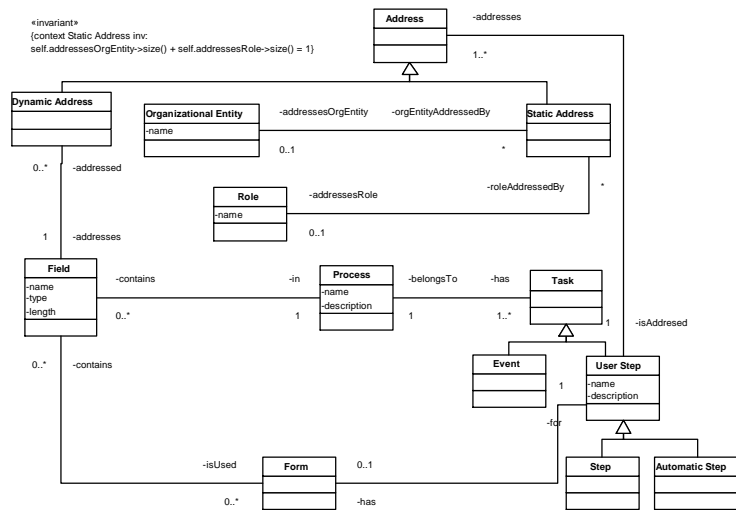 «invariant»
{context Static Address inv:
self.addressesOrgEntity->size() + self.addressesRole->size() = 1}
Address
-addresses
1..*
Dynamic Address
Organizational Entity
-name
-addressesOrgEntity
-orgEntityAddressedBy
0..1
*
Static Address
0..*
-addressed
Role
-name
-addressesRole
-roleAddressedBy
*
0..1
1
-addresses
Field
-name
-type
-length
-contains
-in
0..*
1
Process
-name
-description
-belongsTo
-has
1
1..*
Task
1
-isAddresed
0..*
-contains
Event
1
User Step
-name
-description
-for
-isUsed
0..*
Form
0..1
-has
Step
Automatic Step